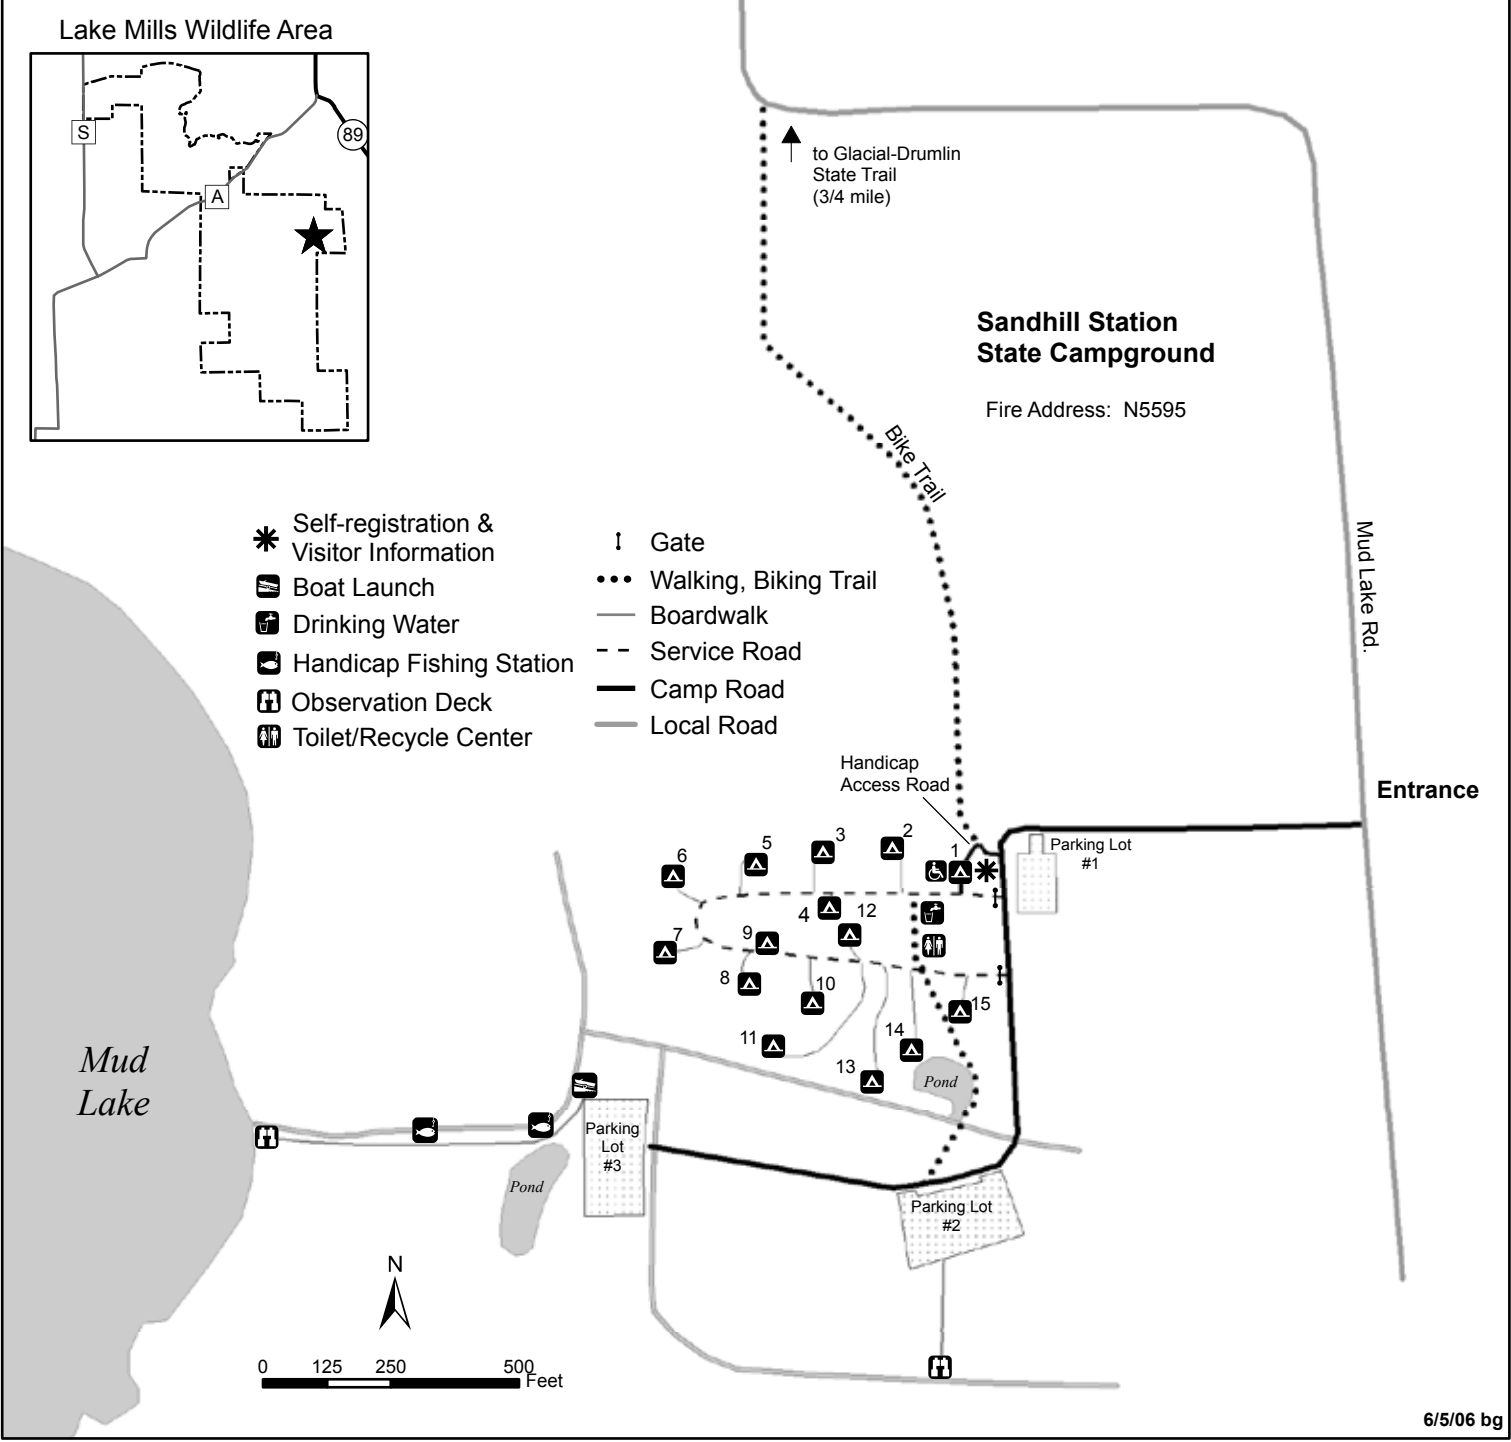 Lake Mills Wildlife Area
S
89
A
to Glacial-Drumlin
State Trail
(3/4 mile)
Sandhill Station
State Campground
Fire Address: N5595
Bike Trail
Mud Lake Rd.
Self-registration &
Visitor Information
Boat Launch
Drinking Water
Handicap Fishing Station
Observation Deck
Toilet/Recycle Center
Gate
Walking, Biking Trail
Boardwalk
Service Road
Camp Road
Local Road
Handicap
Access Road
Entrance
Parking Lot
#1
1
2
3
5
6
4
12
7
9
8
10
15
11
14
13
Pond
Mud
Lake
Parking
Lot
#3
Pond
Parking Lot
#2
N
0 125 250 500
Feet
6/5/06 bg